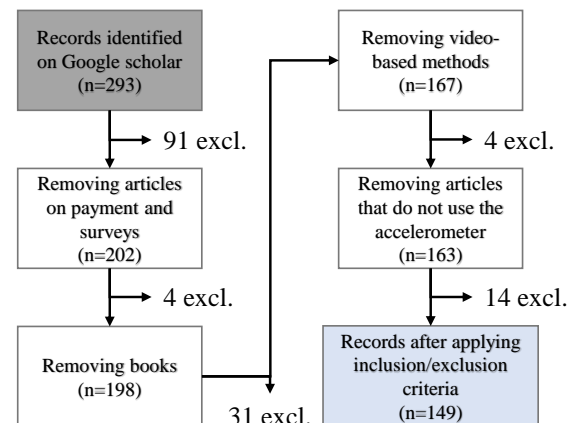 Records identified
on Google scholar
(n=293)
91 excl.
Removing articles
on payment and
surveys
(n=202)
4 excl.
Removing books
(n=198)
31 excl.
Removing video-
based methods
(n=167)
4 excl.
Removing articles
that do not use the
accelerometer
(n=163)
14 excl.
Records after applying
inclusion/exclusion
criteria
(n=149)